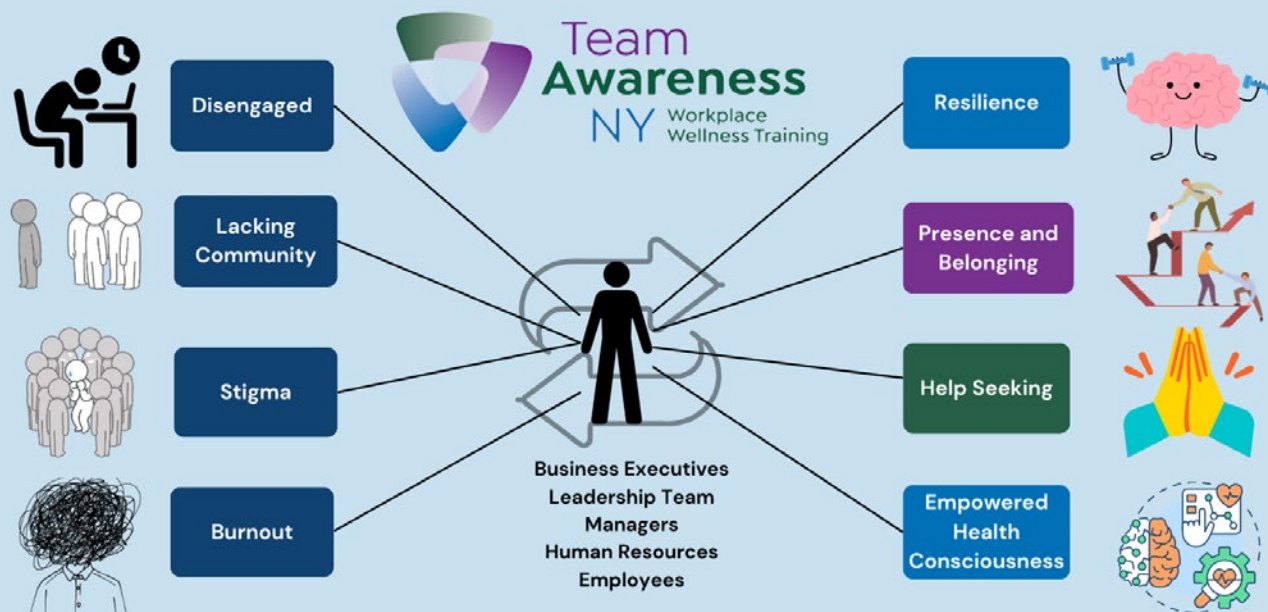 Team
Awareness
NY Workplace
Wellness Training
Disengaged
Lacking
Community
Stigma
Burnout
Resilience
Presence and
Belonging
Help Seeking
Empowered
Health
Consciousness
Business Executives
Leadership Team
Managers
Human Resources
Employees